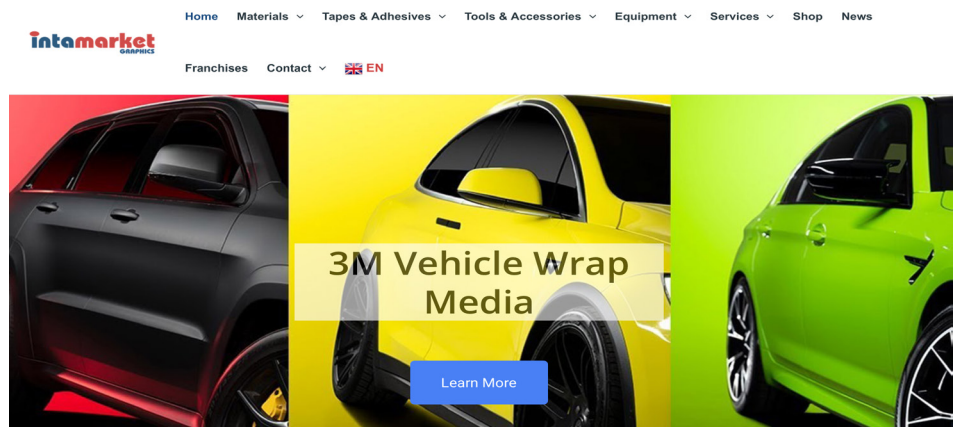 Home Materials Tapes & Adhesives Tools & Accessories Equipment Services Shop News
intamarket
GRAPHICS
Franchises Contact EN
3M Vehicle Wrap
Media
Learn More